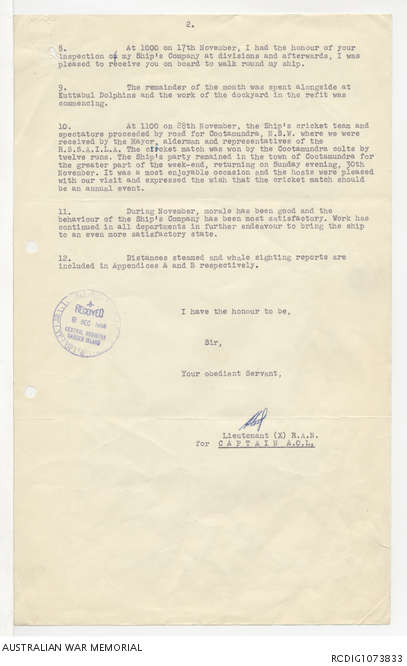 2.
8. At 1000 on 17th November, I had the honour of your
inspection of my Ship's Company at divisions and afterwards, I was
pleased to receive you on board to walk round my ship.
9. The remainder of the month was spent alongside at
Kuttabul Dolphins and the work of the dockyard in the refit was
commencing.
10. At 1100 on 28th November, the Ship's cricket team and
spectators proceeded by road for Cootamundra, N.S.W. where we were
received by the Mayor, alderman and representatives of the
R.S.S.A.I.L.A. The cricket match was won by the Cootamundra colts by
twelve runs. The Ship's party remained in the town of Cootamundra for
the greater part of the week-end, returning on Sunday evening, 30th
November. It was a most enjoyable occasion and the hosts were pleased
with our visit and expressed the wish that the cricket match should
be an annual event.
11. During November, morale has been good and the
behaviour of the Ship's Company has been most satisfactory. Work has
continued in all departments in further endeavour to bring the ship
to an even more satisfactory state.
12. Distances steamed and whale sighting reports are
included in Appendices A and B respectively.
I have the honour to be,
Sir,
Your obedient Servant,
RECEIVED
DEC
CENTRAL REGISTRY
GARDEN ISLAND
Lieutenant (X) R.A.N.
for CAPTAIN A.C.L.
AUSTRALIAN WAR MEMORIAL
RCDIG1073833